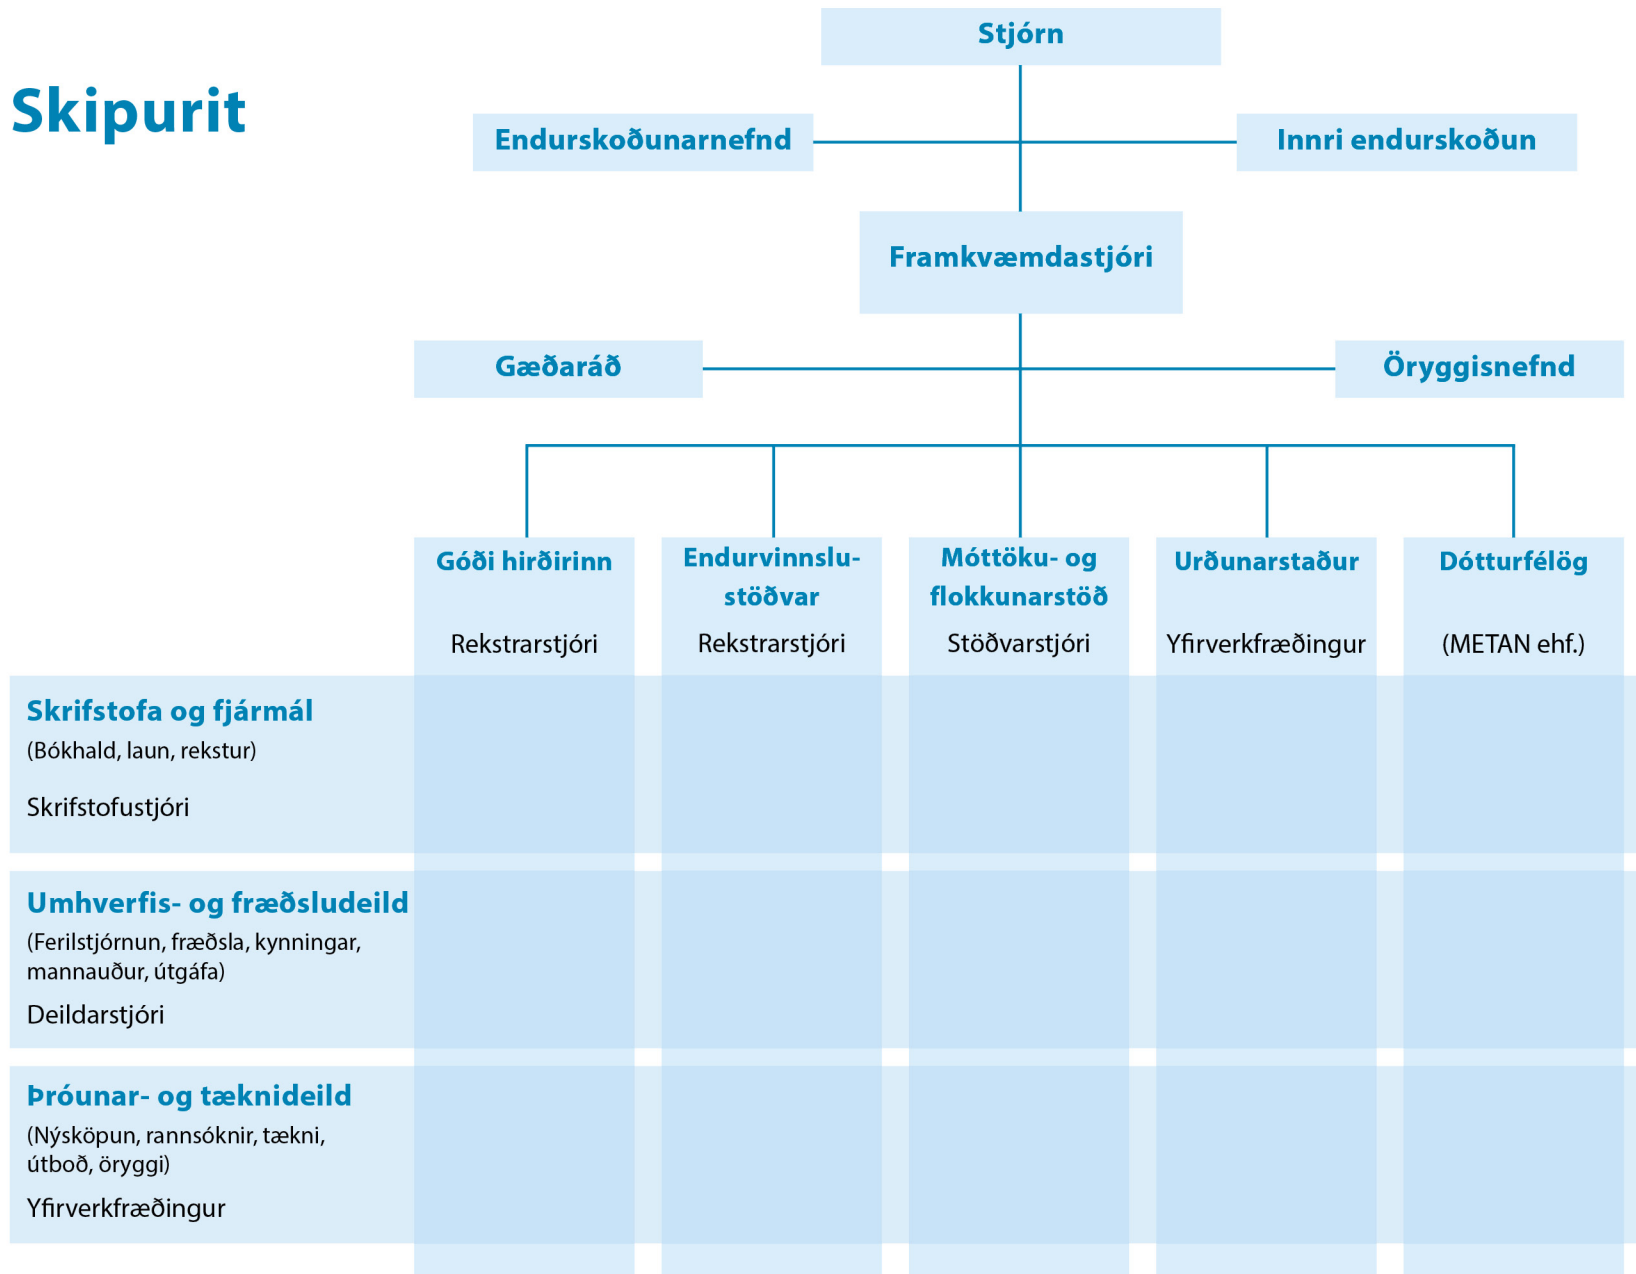 Stjórn
Skipurit
Endurskoðunarnefnd
Innri endurskoðun
Framkvæmdastjóri
Gæðaráð
Öryggisnefnd
Góði hirðirinn
Rekstrarstjóri
Endurvinnslu-
stöðvar
Rekstrarstjóri
Móttöku- og
flokkunarstöð
Stöðvarstjóri
Urðunarstaður
Yfirverkfræðingur
Dótturfélög
(METAN ehf.)
Skrifstofa og fjármál
(Bókhald, laun, rekstur)
Skrifstofustjóri
Umhverfis- og fræðsludeild
(Ferilstjórnun, fræðsla, kynningar,
mannauður, útgáfa)
Deildarstjóri
Þróunar- og tæknideild
(Nýsköpun, rannsóknir, tækni,
útboð, öryggi)
Yfirverkfræðingur